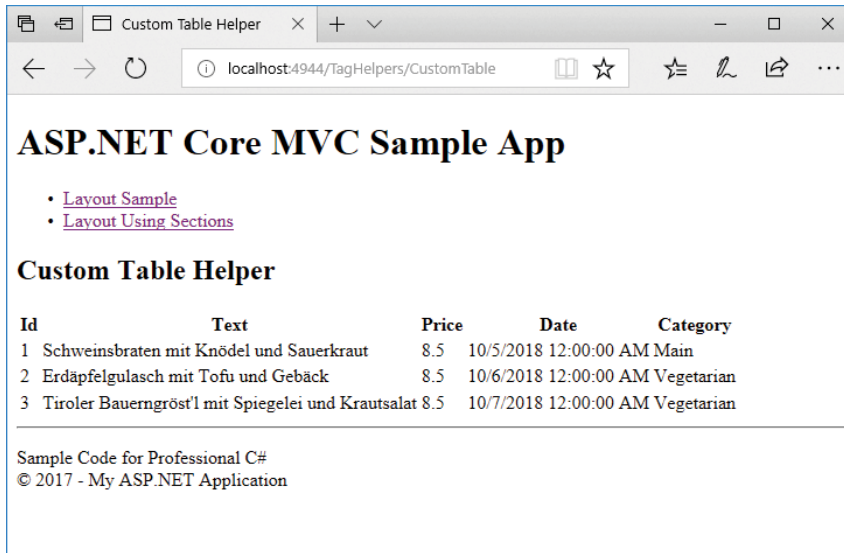 Custom Table Helper
localhost:4944/TagHelpers/CustomTable
ASP.NET Core MVC Sample App
• Layout Sample
• Layout Using Sections
Custom Table Helper
Id Text Price Date Category
1 Schweinsbraten mit Knödel und Sauerkraut 8.5 10/5/2018 12:00:00 AM Main
2 Erdäpfelgulasch mit Tofu und Gebäck 8.5 10/6/2018 12:00:00 AM Vegetarian
3 Tiroler Bauerngröst'l mit Spiegelei und Krautsalat 8.5 10/7/2018 12:00:00 AM Vegetarian
Sample Code for Professional C#
© 2017 - My ASP.NET Application